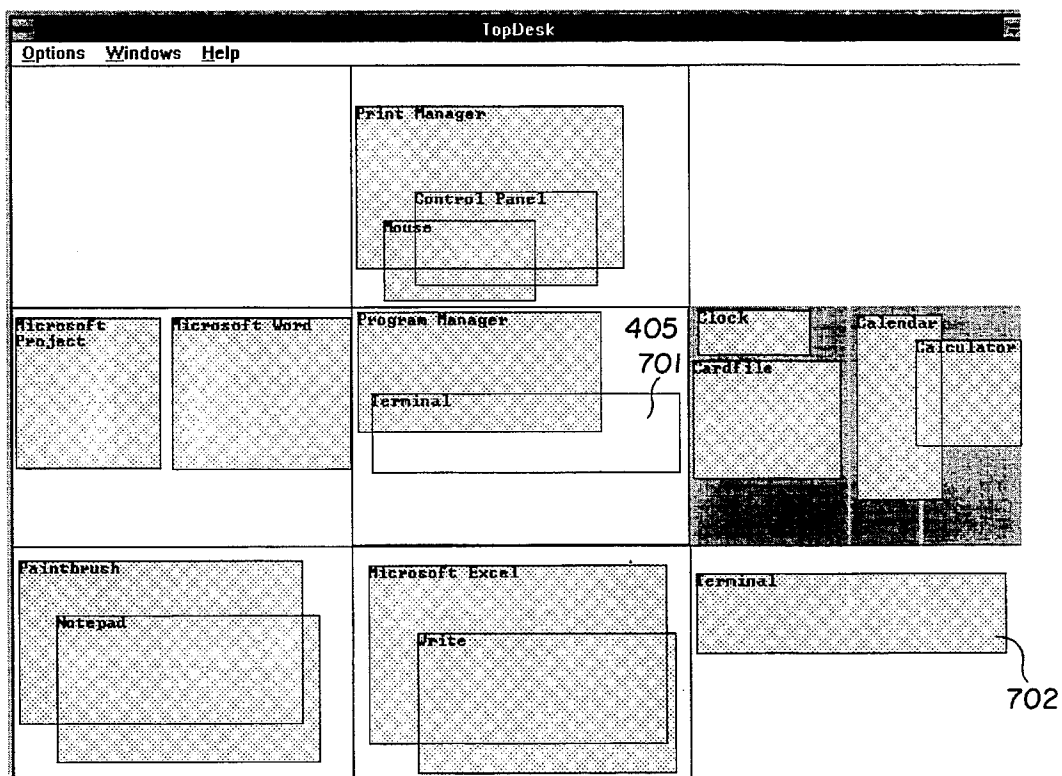 TopDesk
Options Windows Help
Print Manager
Control Panel
Mouse
Microsoft
Project
Microsoft Word
Program Manager
405
701
Terminal
Clock
Cardfile
Calendar
Calculator
Paintbrush
Notepad
Microsoft Excel
Write
Terminal
702